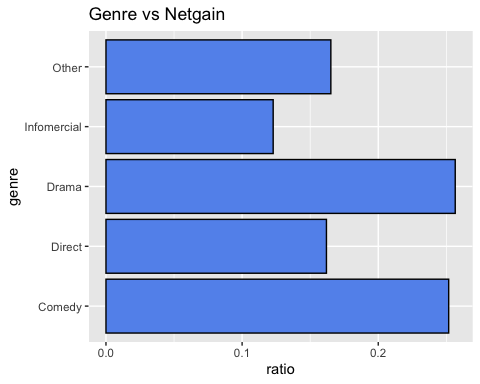 Genre vs Netgain
Other
Infomercial
Drama
Direct
Comedy
genre
0.0 0.1 0.2
ratio